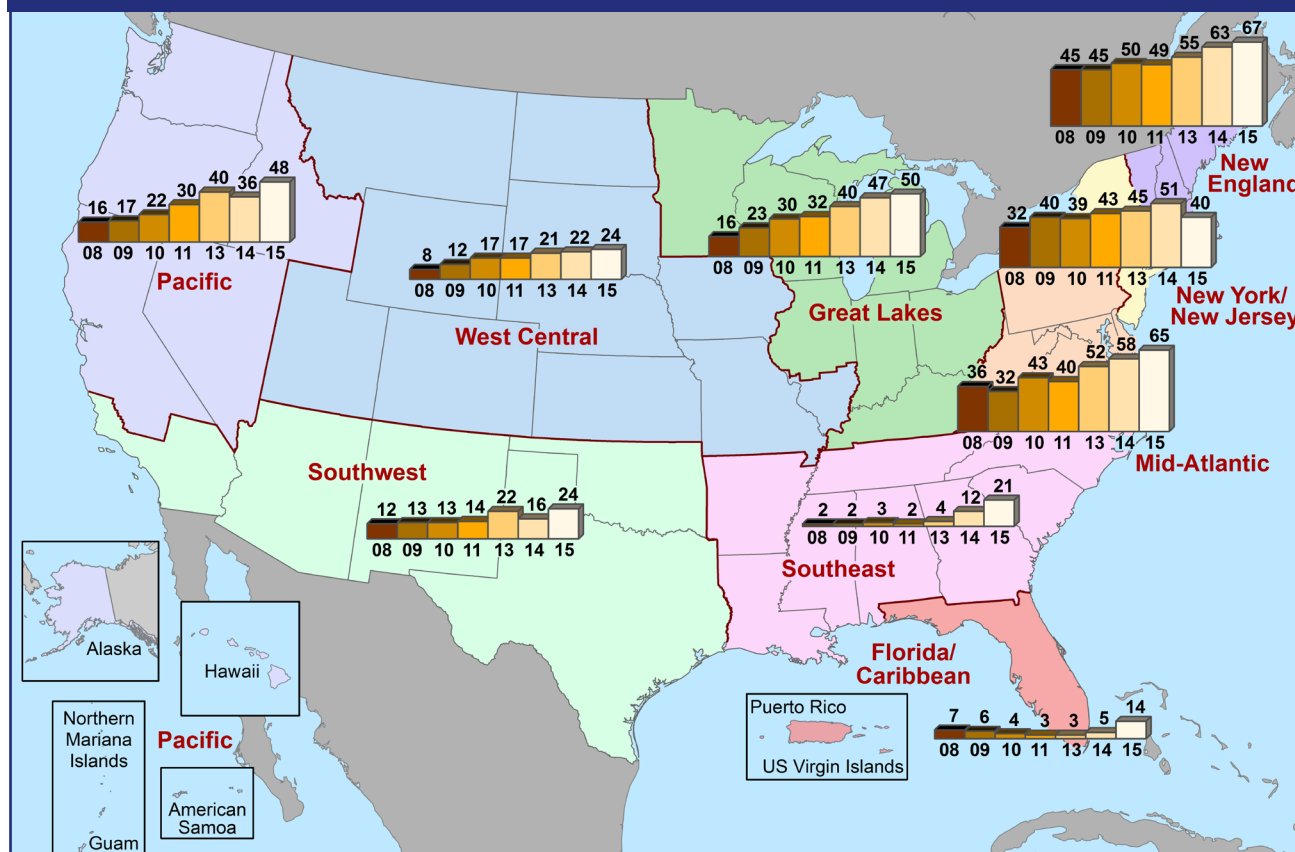 45 45 50 49 55 63 67
08 09 10 11 13 14 15
New
England
16 17 22 30 40 36 48
08 09 10 11 13 14 15
Pacific
8 12 17 17 21 22 24
08 09 10 11 13 14 15
West Central
16 23 30 32 40 47 50
08 09 10 11 13 14 15
Great Lakes
32 40 39 43 45 51 40
08 09 10 11 13 14 15
New York/
New Jersey
36 32 43 40 52 58 65
08 09 10 11 13 14 15
Mid-Atlantic
Southwest
12 13 13 14 22 16 24
08 09 10 11 13 14 15
2 2 3 2 4 12 21
08 09 10 11 13 14 15
Southeast
Alaska
Hawaii
Florida/
Caribbean
7 6 4 3 3 5 14
08 09 10 11 13 14 15
Puerto Rico
US Virgin Islands
Northern
Mariana
Islands
Guam
Pacific
American
Samoa